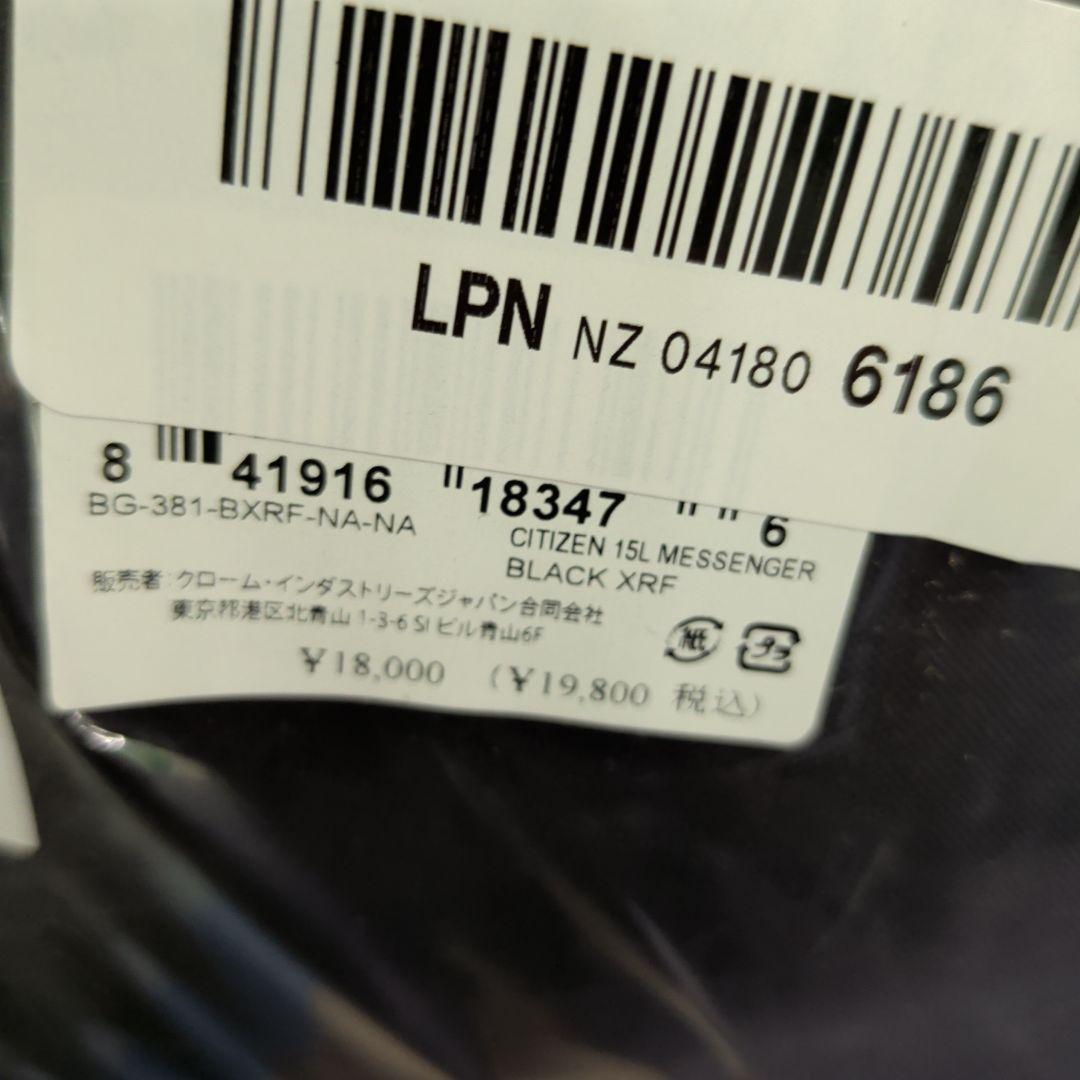 LPN NZ 04180 6186
8 41916 18347 6
BG-381-BXRF-NA-NA
CITIZEN 15L MESSENGER
BLACK XRF
販売者:クローム・インダストリーズジャパン合同会社
東京都港区北青山 1-3-6 SIビル青山6F
紙 プラ
¥18,000 (¥19,800 税込)